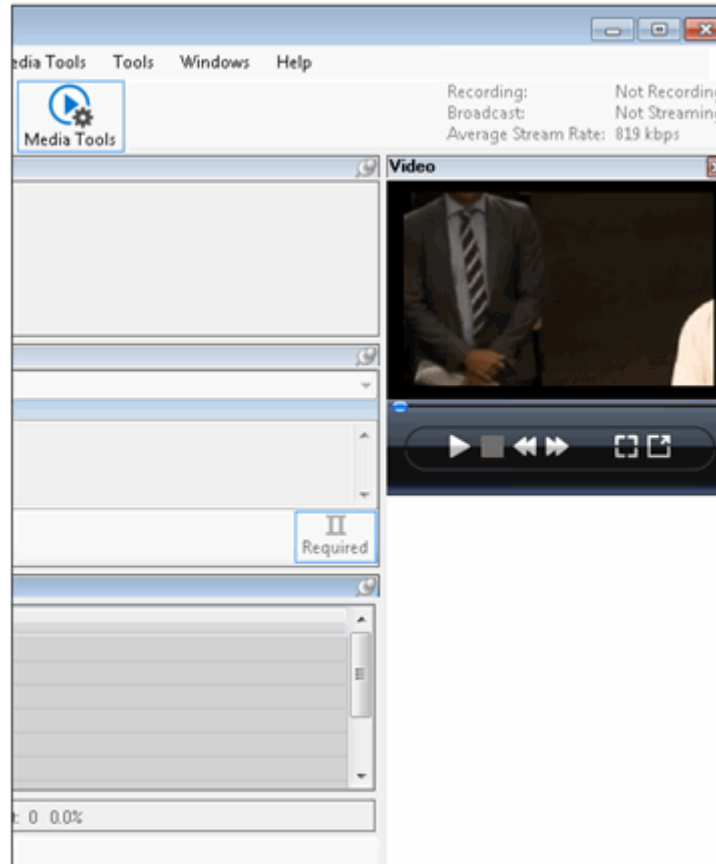 edia Tools Tools Windows Help
Media Tools
Recording: Not Recording
Broadcast: Not Streaming
Average Stream Rate: 819 kbps
Video
Required
t: 0 0.0%